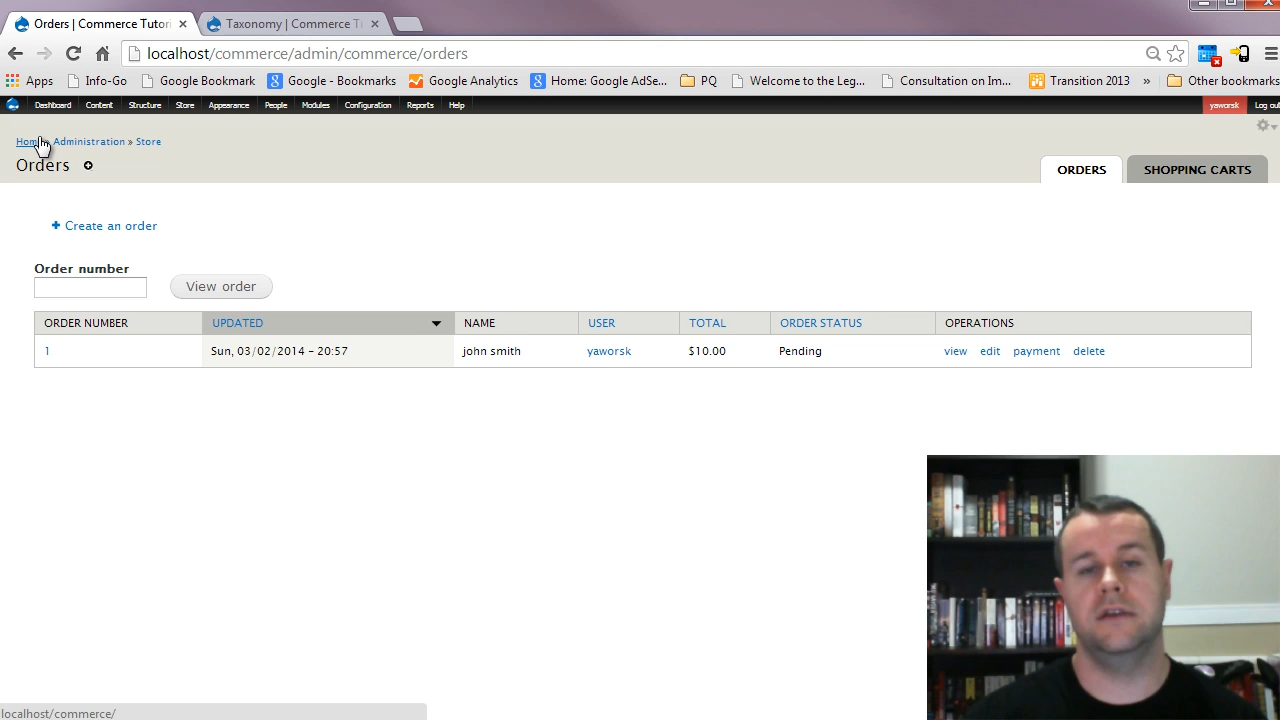 Orders | Commerce Tutori
Taxonomy | Commerce T
localhost/commerce/admin/commerce/orders
Apps
Info-Go
Google Bookmark
Google - Bookmarks
Google Analytics
Home: Google AdSe...
PQ
Welcome to the Leg...
Consultation on Im...
Transition 2013
»
Other bookmarks
Dashboard
Content
Structure
Store
Appearance
People
Modules
Configuration
Reports
Help
yaworsk
Log out
Home » Administration » Store
Orders
ORDERS
SHOPPING CARTS
+ Create an order
Order number
View order
ORDER NUMBER
UPDATED
NAME
USER
TOTAL
ORDER STATUS
OPERATIONS
1
Sun, 03/02/2014 - 20:57
john smith
yaworsk
$10.00
Pending
view
edit
payment
delete
localhost/commerce/